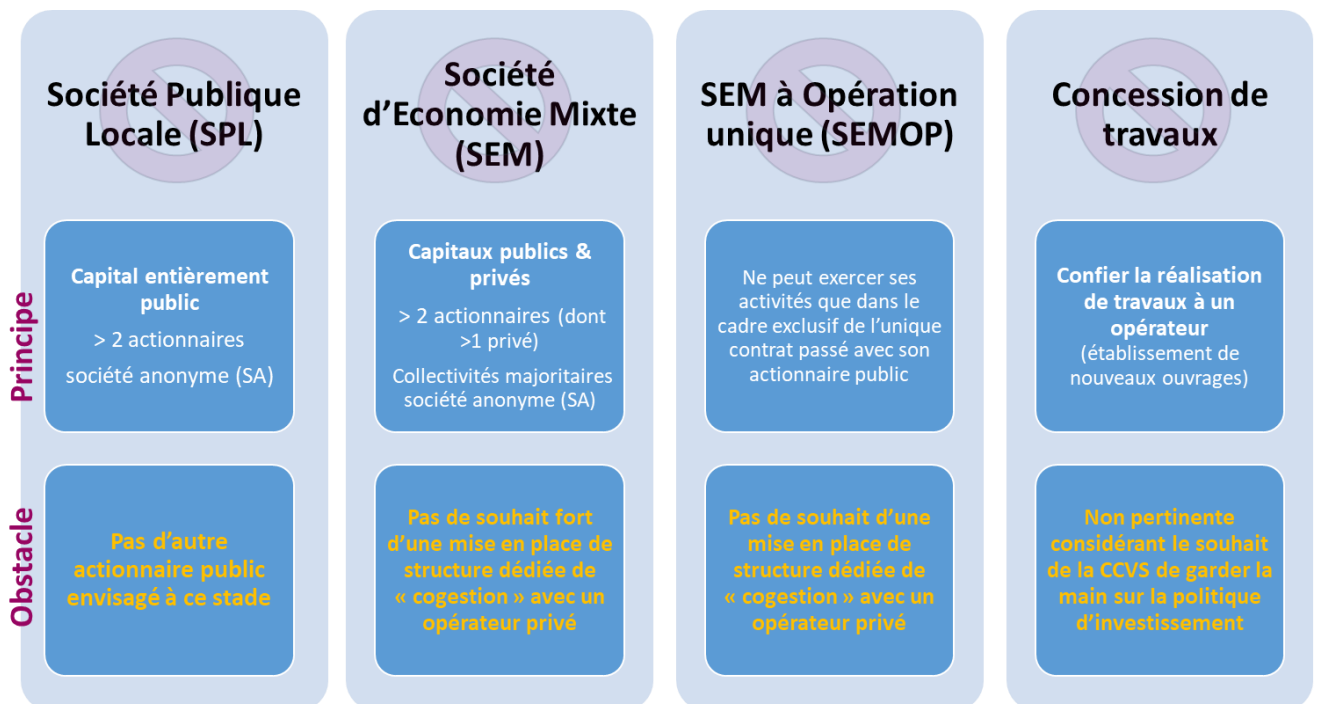 Société Publique
Locale (SPL)
Société
d’Economie Mixte
(SEM)
SEM à Opération
unique (SEMOP)
Concession de
travaux
Principe
Capital entièrement
public
> 2 actionnaires
société anonyme (SA)
Capitaux publics &
privés
> 2 actionnaires (dont
>1 privé)
Collectivités majoritaires
société anonyme (SA)
Ne peut exercer ses
activités que dans le
cadre exclusif de l’unique
contrat passé avec son
actionnaire public
Confier la réalisation
de travaux à un
opérateur
(établissement de
nouveaux ouvrages)
Obstacle
Pas d’autre
actionnaire public
envisagé à ce stade
Pas de souhait fort
d’une mise en place de
structure dédiée de
« cogestion » avec un
opérateur privé
Pas de souhait d’une
mise en place de
structure dédiée de
« cogestion » avec un
opérateur privé
Non pertinente
considérant le souhait
de la CCVS de garder la
main sur la politique
d’investissement